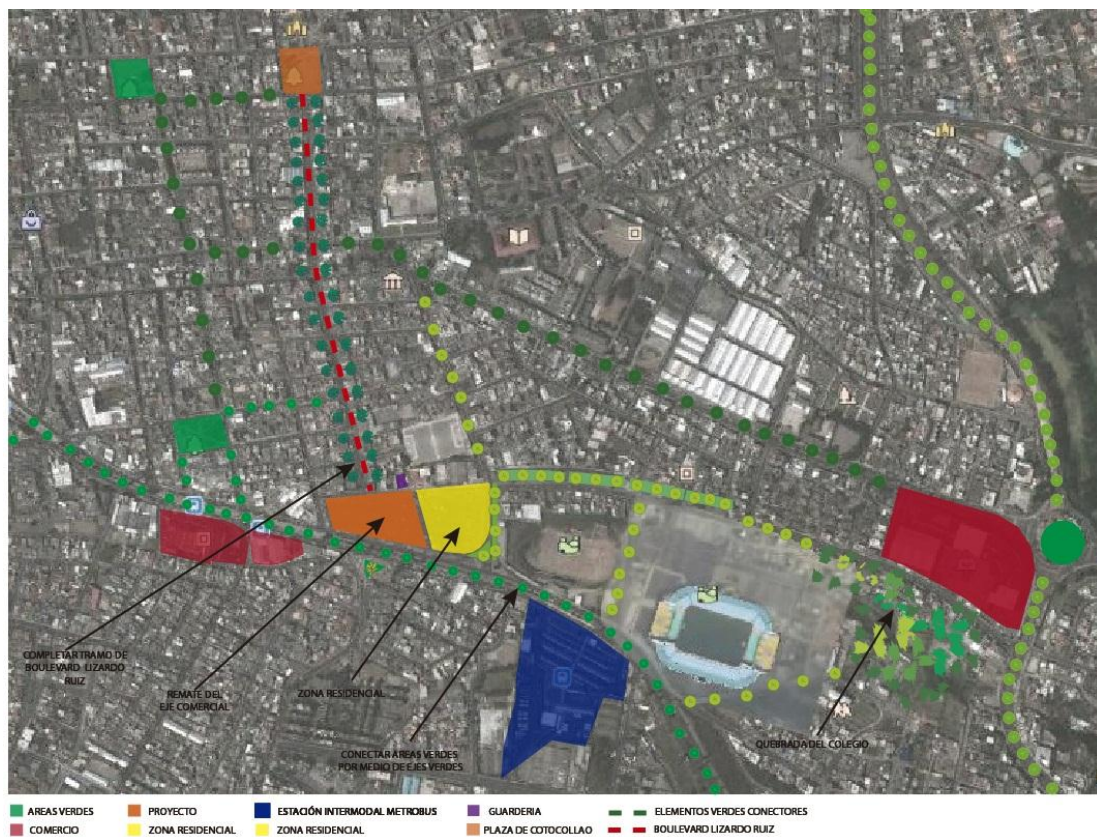 COMPLETAR TRAMO DE
BOULEVARD LIZARDO
RUIZ
REMATE DEL
EJE COMERCIAL
ZONA RESIDENCIAL
CONECTAR ÁREAS VERDES
POR MEDIO DE EJES VERDES
QUEBRADA DEL COLEGIO
AREAS VERDES
PROYECTO
ESTACIÓN INTERMODAL METROBUS
GUARDERIA
ELEMENTOS VERDES CONECTORES
COMERCIO
ZONA RESIDENCIAL
ZONA RESIDENCIAL
PLAZA DE COTOCOLLAO
BOULEVARD LIZARDO RUIZ